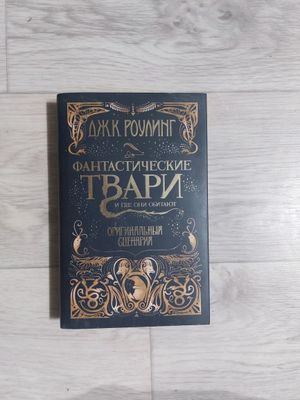 ДЖ.К. РОУЛИНГ
ФАНТАСТИЧЕСКИЕ
ТВАРИ
И ГДЕ ОНИ ОБИТАЮТ
ОРИГИНАЛЬНЫЙ
СЦЕНАРИЙ